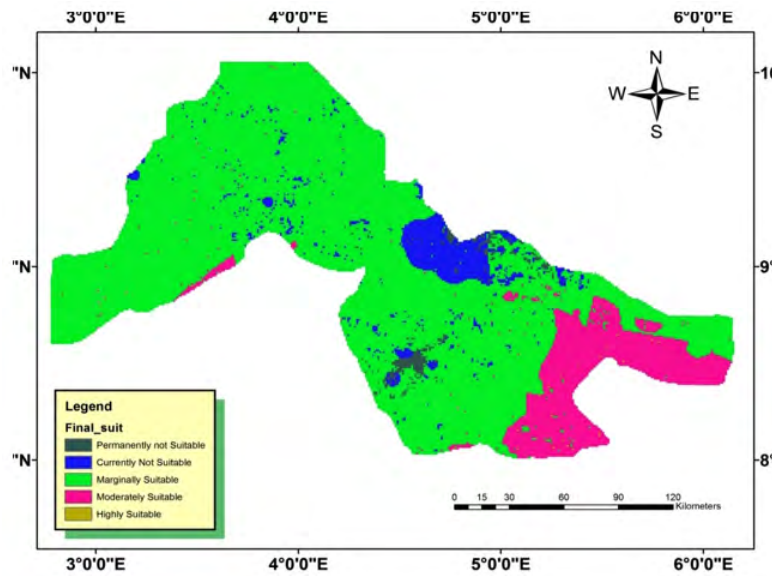 3°0'0"E 4°0'0"E 5°0'0"E 6°0'0"E
"N 10
N
W E
S
"N 9
"N 8°
Legend
Final_suit
Permanently not Suitable
Currently Not Suitable
Marginally Suitable
Moderately Suitable
Highly Suitable
0 15 30 60 90 120
Kilometers
3°0'0"E 4°0'0"E 5°0'0"E 6°0'0"E